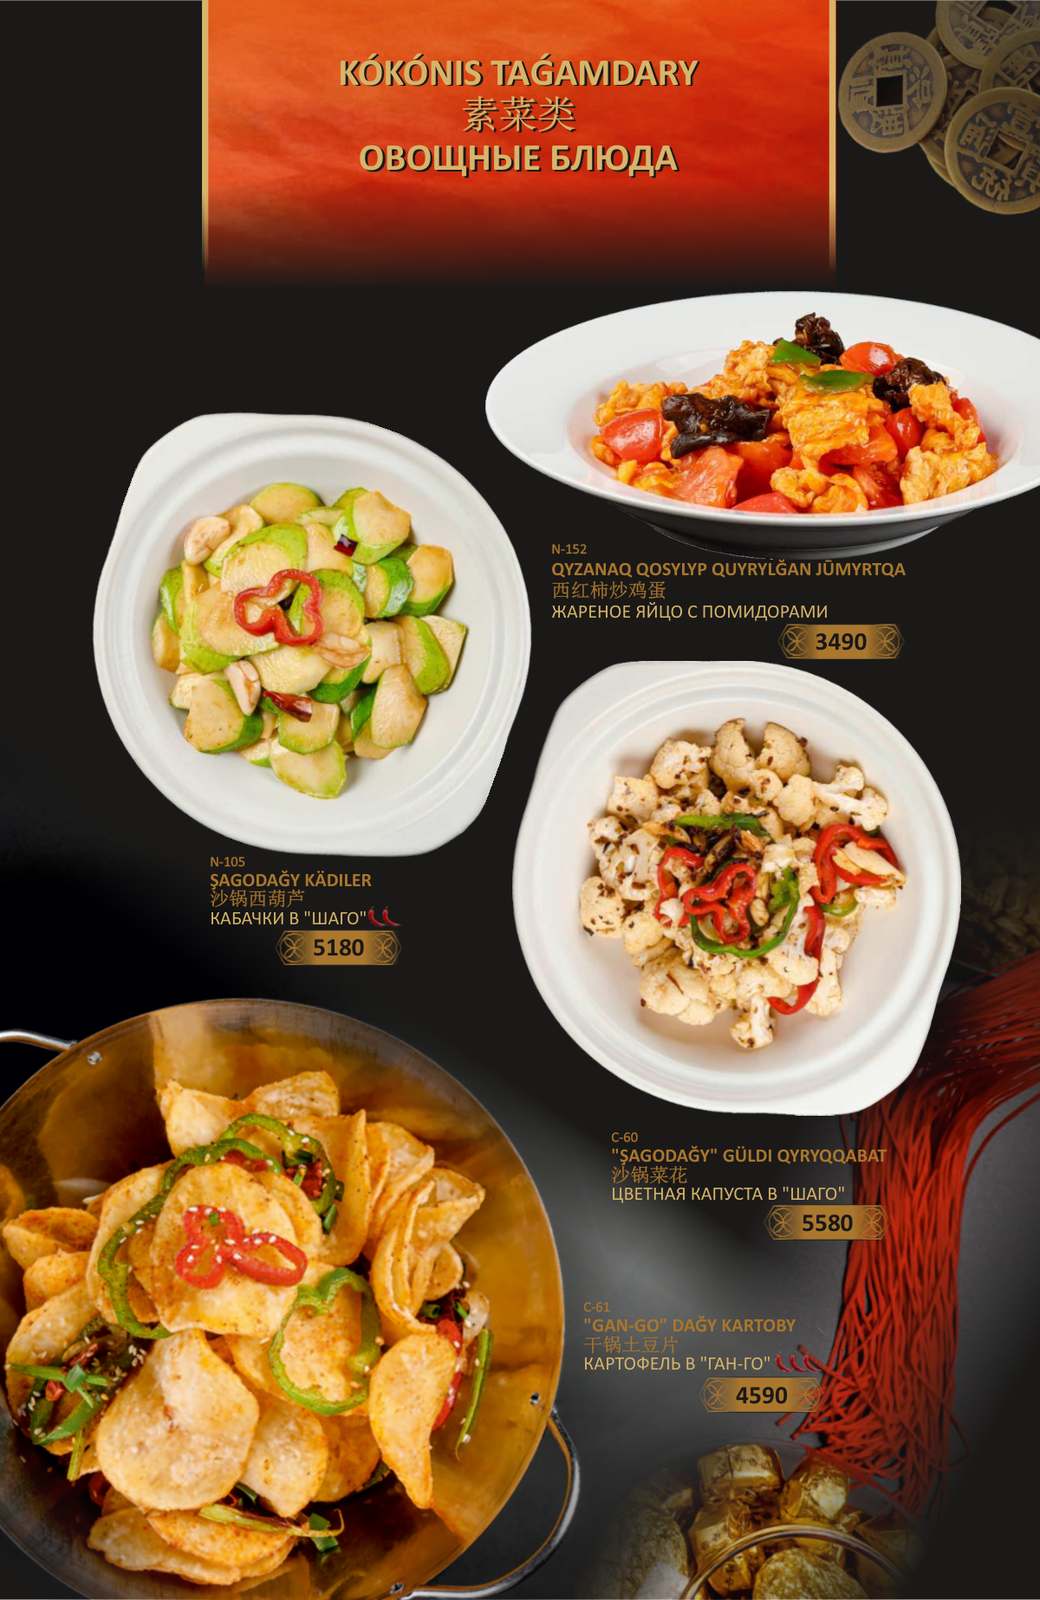 KÓKÓNIS TAǴAMDARY
素菜类
ОВОЩНЫЕ БЛЮДА
N-152
QYZANAQ QOSYLYP QUYRYLĞAN JŪMYRTQA
西红柿炒鸡蛋
ЖАРЕНОЕ ЯЙЦО С ПОМИДОРАМИ
3490
N-105
ŞAGODAĞY KÄDILER
沙锅西葫芦
КАБАЧКИ В "ШАГО"
5180
C-60
"ŞAGODAĞY" GÜLDI QYRYQQABAT
沙锅菜花
ЦВЕТНАЯ КАПУСТА В "ШАГО"
5580
C-61
"GAN-GO" DAĞY KARTOBY
干锅土豆片
КАРТОФЕЛЬ В "ГАН-ГО"
4590